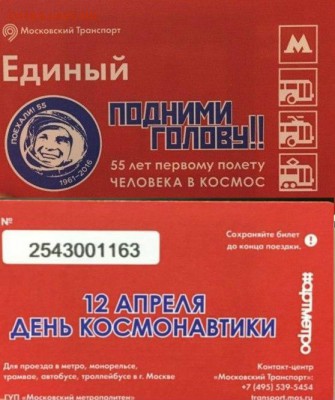 Московский Транспорт
Единый
ПОЕХАЛИ! 55
1961-2016
ПОДНИМИ
ГОЛОВУ!!
55 ЛЕТ ПЕРВОМУ ПОЛЕТУ
ЧЕЛОВЕКА В КОСМОС
М
№
2543001163
Сохраняйте билет
до конца поездки.
12 АПРЕЛЯ
ДЕНЬ КОСМОНАВТИКИ
#артметро
Для проезда в метро, монорельсе,
трамвае, автобусе, троллейбусе в г. Москве
ГУП «Московский метрополитен»
Контакт-центр
«Московский Транспорт»:
+7 (495) 539-5454
transport.mos.ru